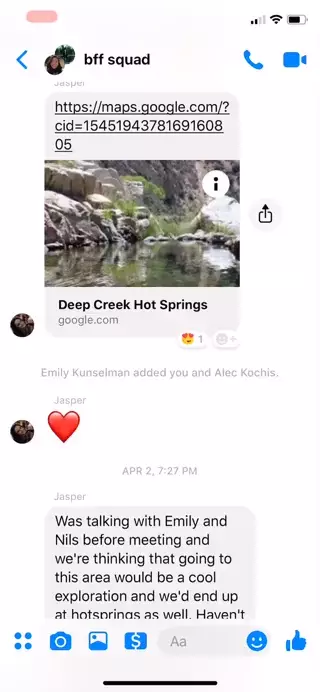 bff squad
Jasper
https://maps.google.com/?
cid=15451943781691608
05
Deep Creek Hot Springs
google.com
1
Emily Kunselman added you and Alec Kochis.
Jasper
APR 2, 7:27 PM
Jasper
Was talking with Emily and
Nils before meeting and
we're thinking that going to
this area would be a cool
exploration and we'd end up
at hotsprings as well. Haven't
Aa